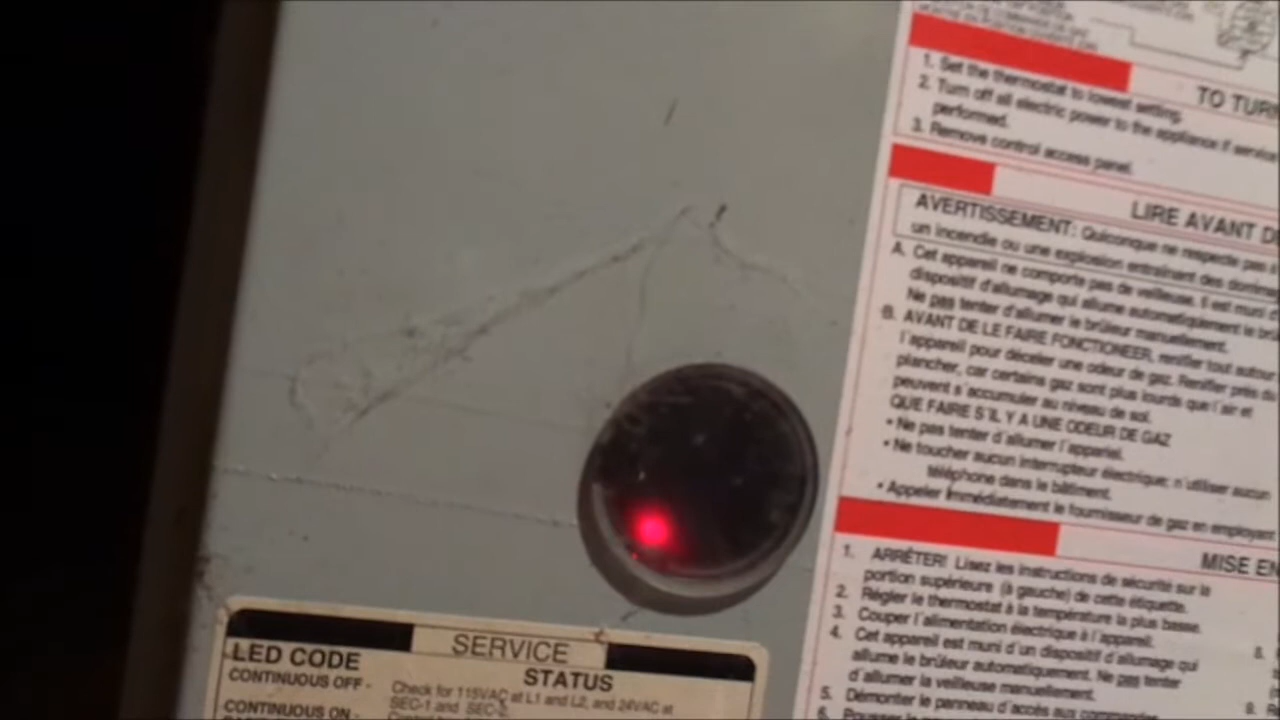 TO TUR
1. Set the thermostat to lowest setting.
2. Turn off all electric power to the appliance if service
performed.
3. Remove control access panel.
LIRE AVANT D
AVERTISSEMENT: Quiconque ne respecte pas
un incendie ou une explosion entraînant des
A. Cet appareil ne comporte pas de veilleuse. Il est muni d
dispositif d'allumage qui allume automatiquement le
Ne pas tenter d'allumer le brûleur manuellement.
B. AVANT DE LE FAIRE FONCTIONEER, renifler tout autour
l'appareil pour déceler une odeur de gaz. Renifler près du
plancher, car certains gaz sont plus lourds que l'air et
peuvent s'accumuler au niveau de sol.
QUE FAIRE S'IL Y A UNE ODEUR DE GAZ
• Ne pas tenter d'allumer l'appariel.
• Ne toucher aucun interrupteur électrique; n'utiliser aucun
téléphone dans le bâtiment.
• Appeler immédiatement le fournisseur de gaz en employant
MISE EN
1. ARRÊTER! Lisez les instructions de sécurité sur la
portion supérieure (à gauche) de cette étiquette.
2. Régler le thermostat à la température la plus basse.
3. Couper l'alimentation électrique à l'appareil.
4. Cet appareil est muni d'un dispositif d'allumage qui
allume le brûleur automatiquement. Ne pas tenter
d'allumer la veilleuse manuellement.
5. Démonter le panneau d'accès aux
6. Pousser
8.
9.
SERVICE
LED CODE STATUS
CONTINUOUS OFF - Check for 115VAC at L1 and L2, and 24VAC at
SEC-1 and SEC-2.
CONTINUOUS ON -